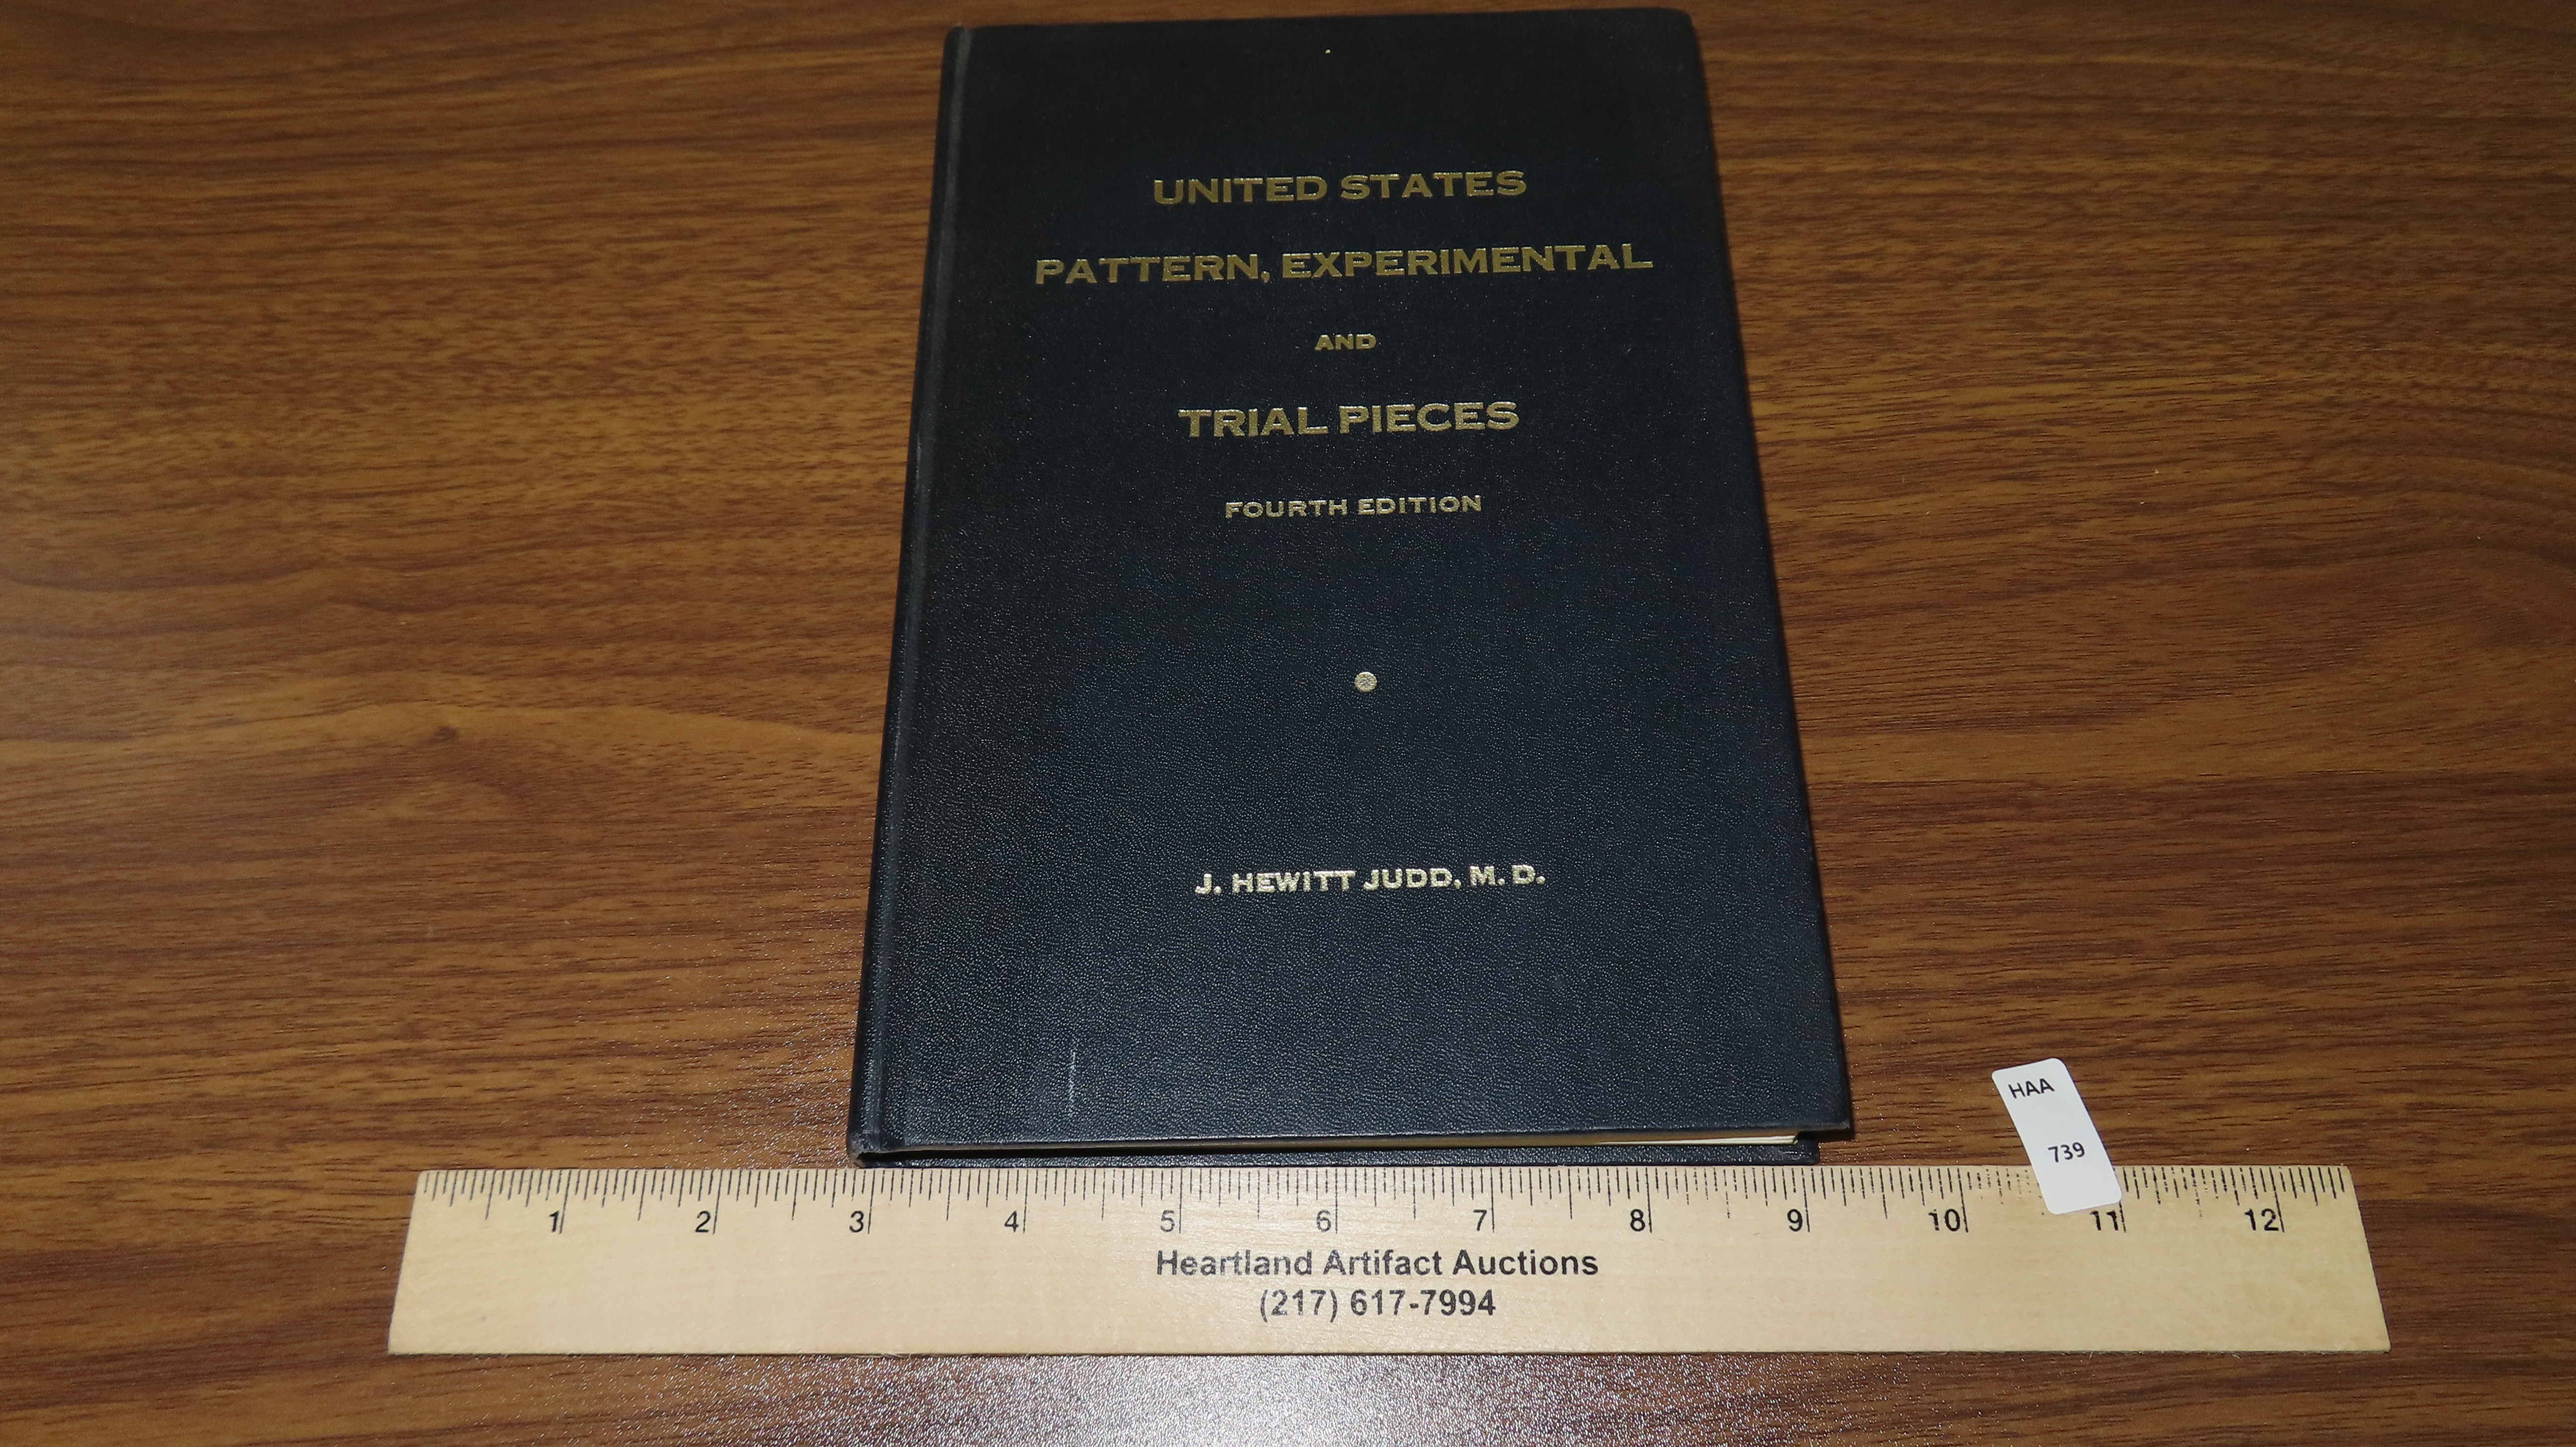 UNITED STATES
PATTERN, EXPERIMENTAL
AND
TRIAL PIECES
FOURTH EDITION
J. HEWITT JUDD, M. D.
HAA
739
1 2 3 4 5 6 7 8 9 10 11 12
Heartland Artifact Auctions
(217) 617-7994